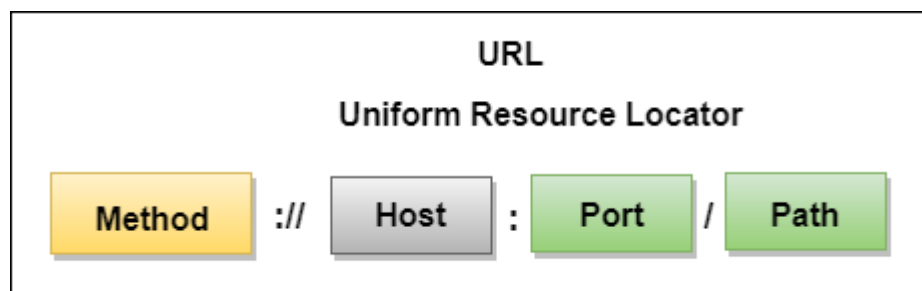 URL
Uniform Resource Locator
Method :// Host : Port / Path